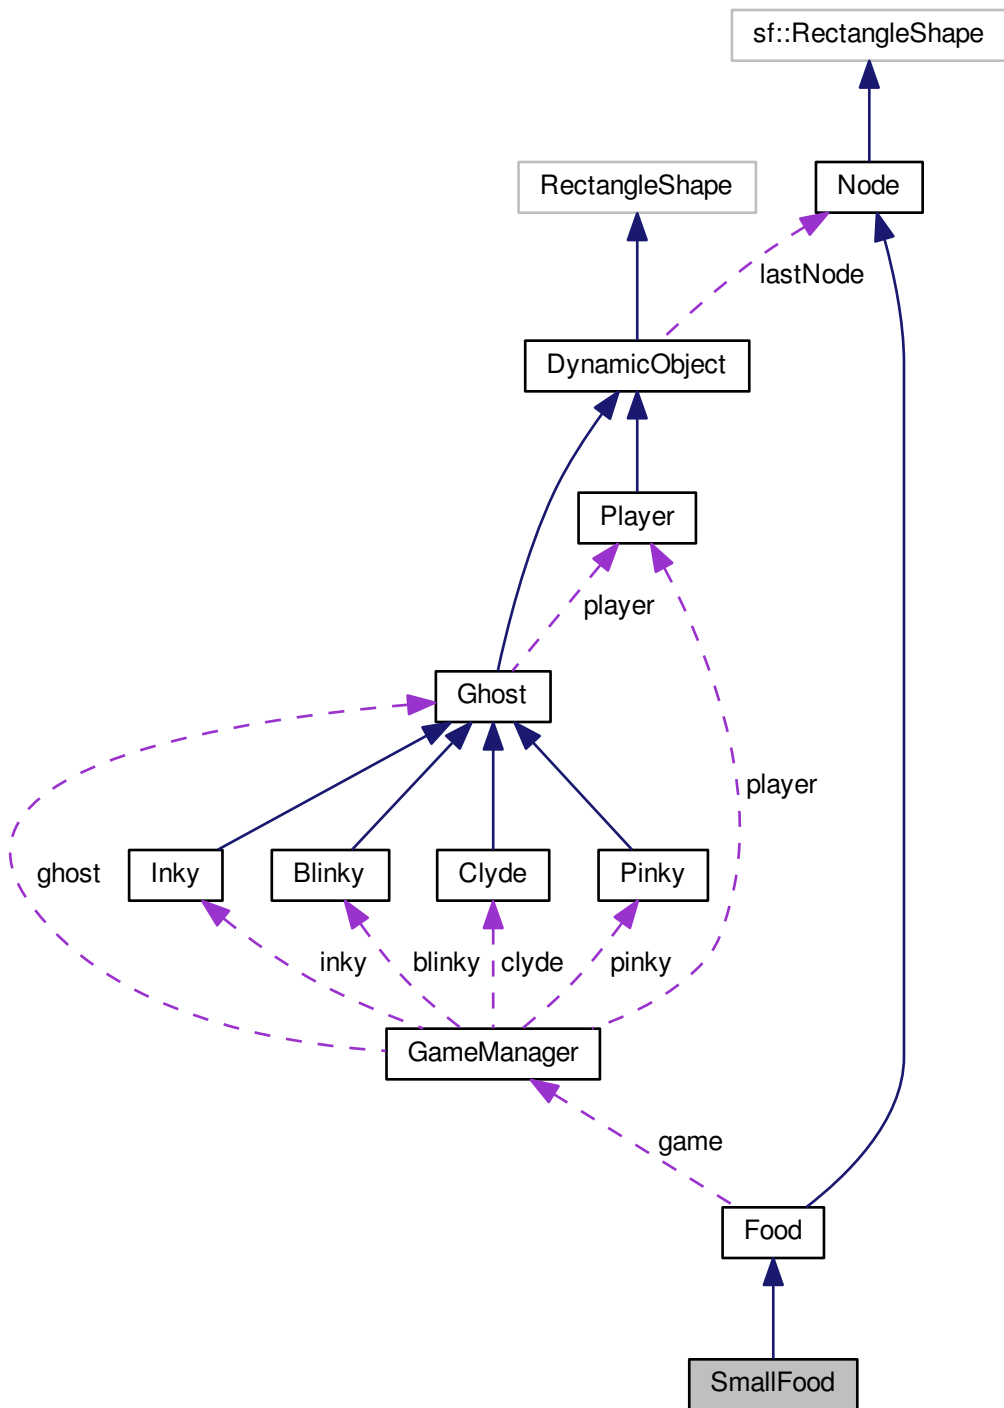 sf::RectangleShape
RectangleShape
Node
lastNode
DynamicObject
Player
player
Ghost
player
ghost
Inky
Blinky
Clyde
Pinky
inky
blinky
clyde
pinky
GameManager
game
Food
SmallFood